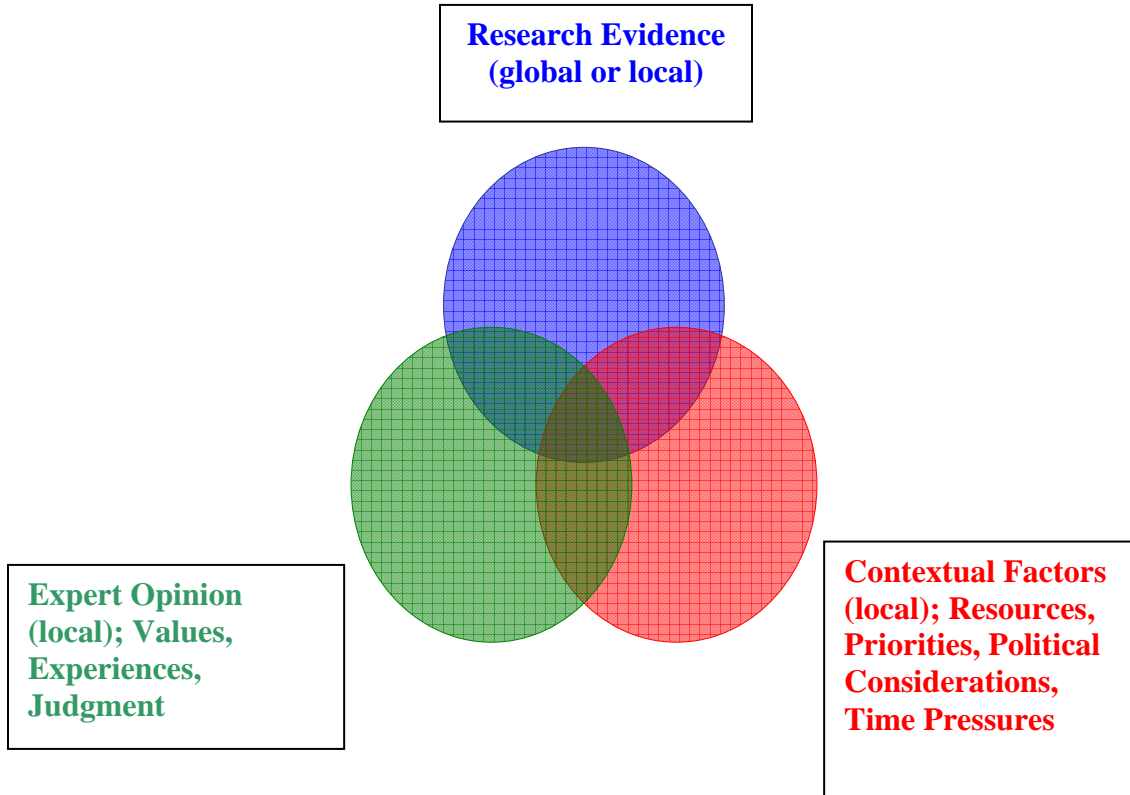 Research Evidence
(global or local)
Expert Opinion
(local); Values,
Experiences,
Judgment
Contextual Factors
(local); Resources,
Priorities, Political
Considerations,
Time Pressures